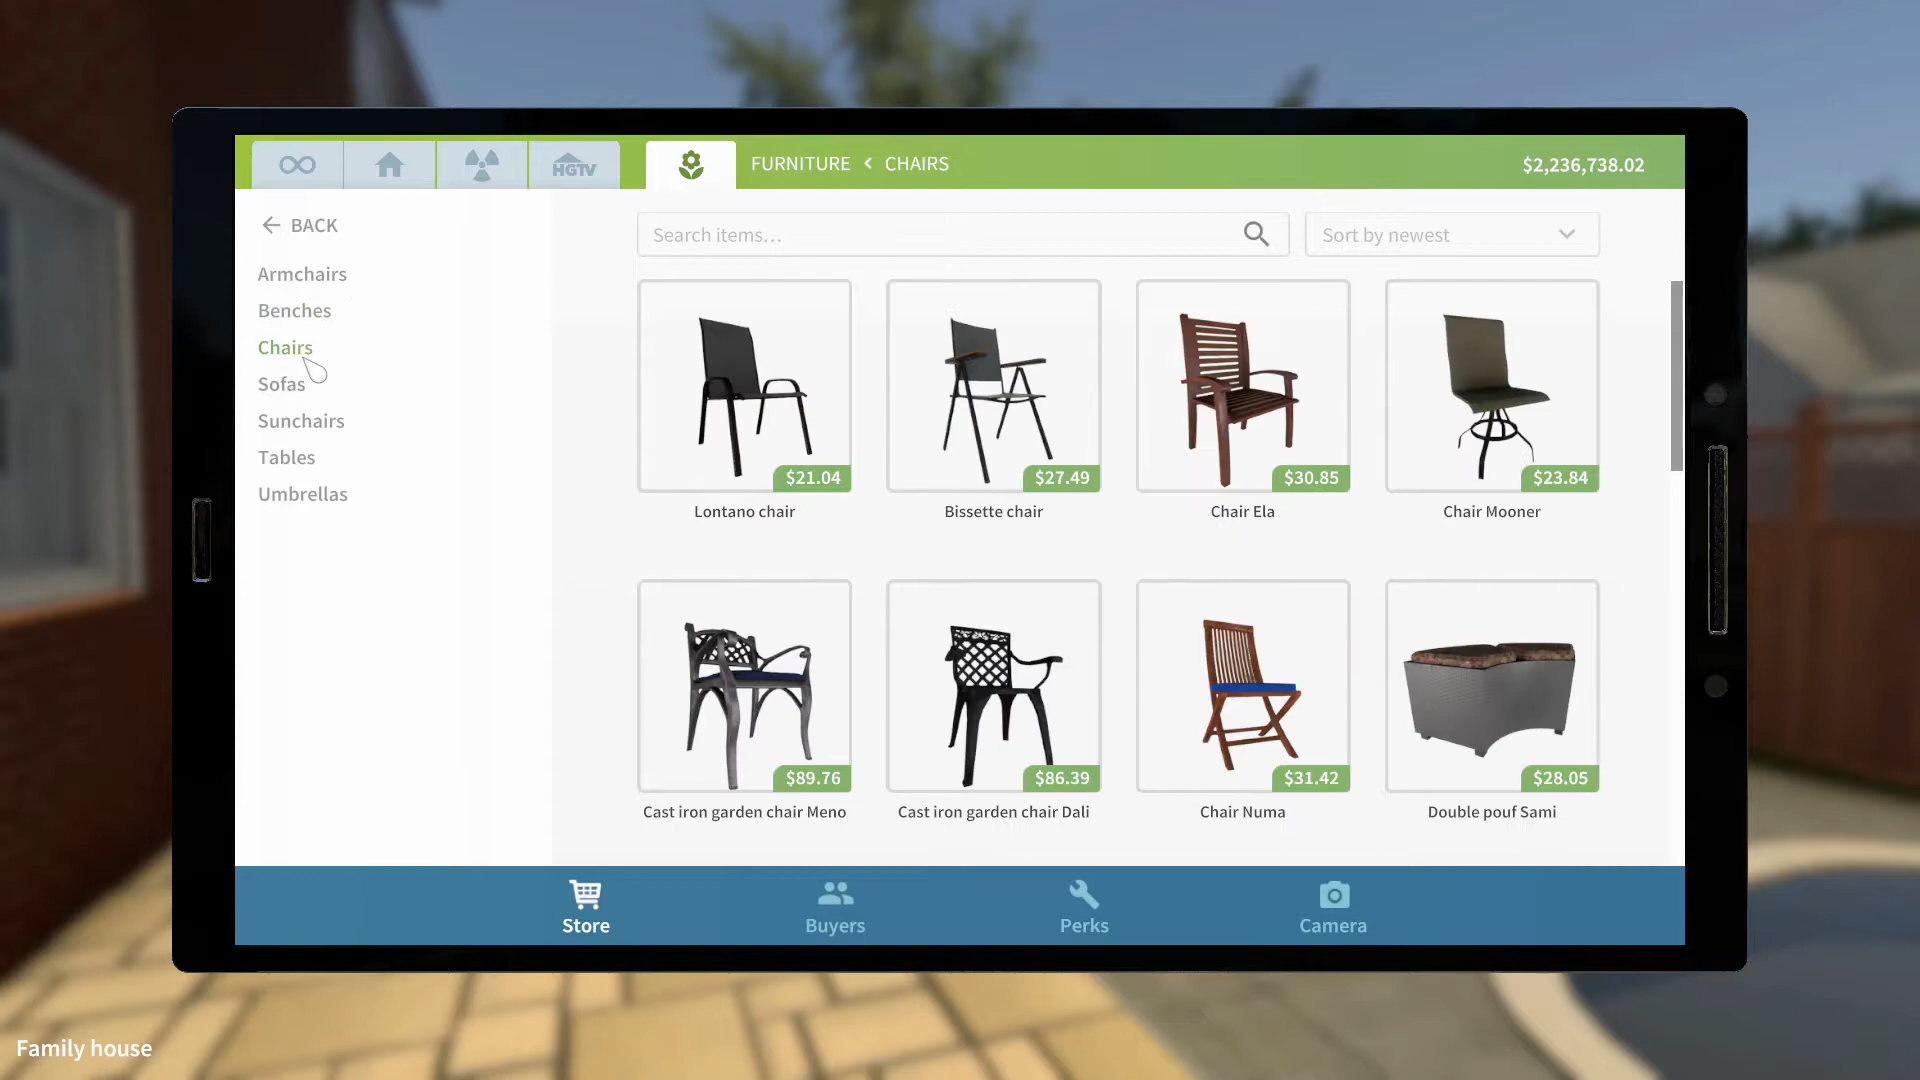 HGTV
FURNITURE < CHAIRS
$2,236,738.02
BACK
Armchairs
Benches
Chairs
Sofas
Sunchairs
Tables
Umbrellas
Search items...
Sort by newest
$21.04
$27.49
$30.85
$23.84
Lontano chair
Bissette chair
Chair Ela
Chair Mooner
$89.76
$86.39
$31.42
$28.05
Cast iron garden chair Meno
Cast iron garden chair Dali
Chair Numa
Double pouf Sami
Store
Buyers
Perks
Camera
Family house